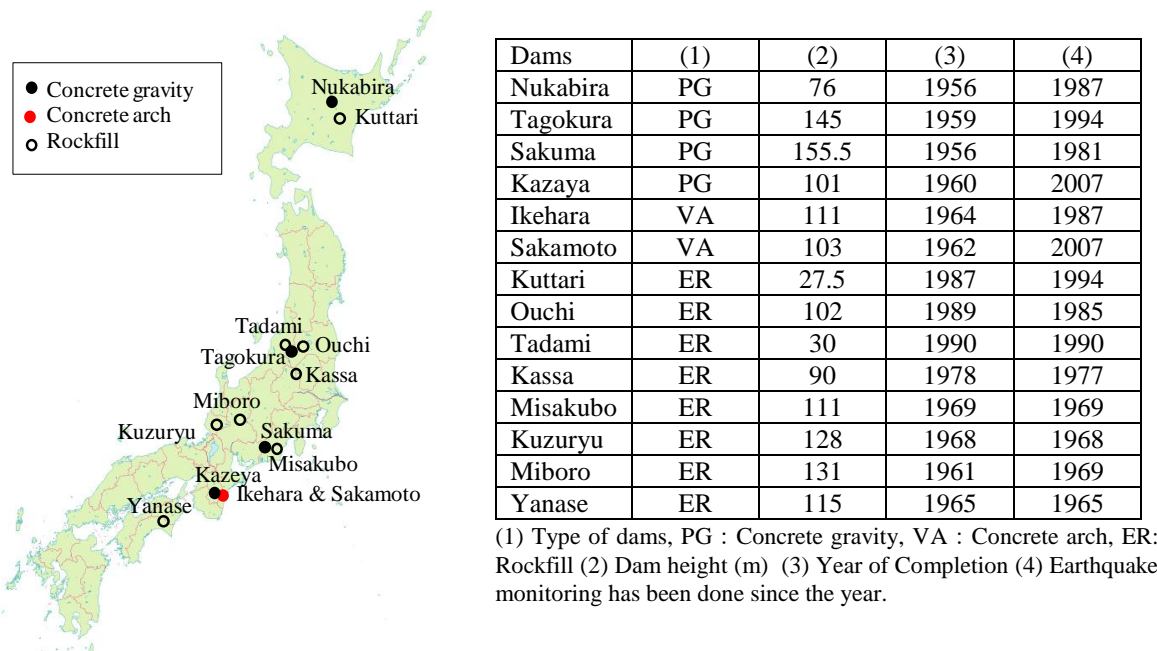 Concrete gravity
Concrete arch
Rockfill
Nukabira
Kuttari
Tadami
Ouchi
Tagokura
Kassa
Miboro
Kuzuryu
Sakuma
Misakubo
Kazeya
Ikehara & Sakamoto
Yanase
Dams (1) (2) (3) (4)
Nukabira PG 76 1956 1987
Tagokura PG 145 1959 1994
Sakuma PG 155.5 1956 1981
Kazaya PG 101 1960 2007
Ikehara VA 111 1964 1987
Sakamoto VA 103 1962 2007
Kuttari ER 27.5 1987 1994
Ouchi ER 102 1989 1985
Tadami ER 30 1990 1990
Kassa ER 90 1978 1977
Misakubo ER 111 1969 1969
Kuzuryu ER 128 1968 1968
Miboro ER 131 1961 1969
Yanase ER 115 1965 1965
(1) Type of dams, PG : Concrete gravity, VA : Concrete arch, ER:
Rockfill (2) Dam height (m) (3) Year of Completion (4) Earthquake
monitoring has been done since the year.